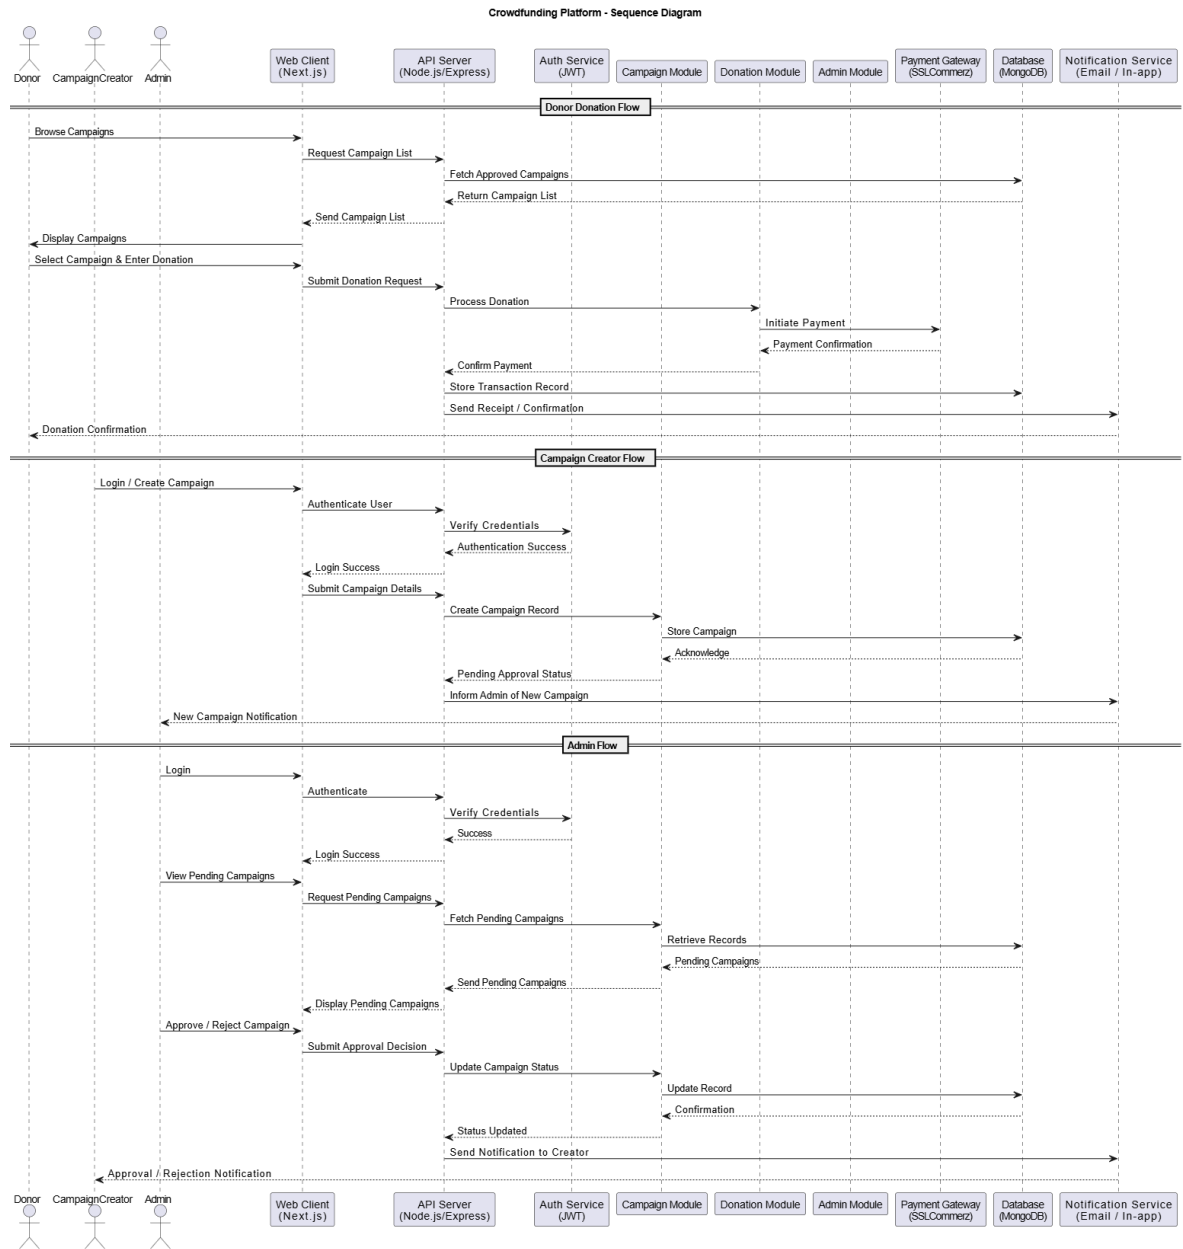 Crowdfunding Platform - Sequence Diagram
Donor
CampaignCreator
Admin
Web Client
(Next.js)
API Server
(Node.js/Express)
Auth Service
(JWT)
Campaign Module
Donation Module
Admin Module
Payment Gateway
(SSLCommerz)
Database
(MongoDB)
Notification Service
(Email / In-app)
Donor Donation Flow
Browse Campaigns
Request Campaign List
Fetch Approved Campaigns
Return Campaign List
Send Campaign List
Display Campaigns
Select Campaign & Enter Donation
Submit Donation Request
Process Donation
Initiate Payment
Payment Confirmation
Confirm Payment
Store Transaction Record
Send Receipt / Confirmation
Donation Confirmation
Campaign Creator Flow
Login / Create Campaign
Authenticate User
Verify Credentials
Authentication Success
Login Success
Submit Campaign Details
Create Campaign Record
Store Campaign
Acknowledge
Pending Approval Status
Inform Admin of New Campaign
New Campaign Notification
Admin Flow
Login
Authenticate
Verify Credentials
Success
Login Success
View Pending Campaigns
Request Pending Campaigns
Fetch Pending Campaigns
Retrieve Records
Pending Campaigns
Send Pending Campaigns
Display Pending Campaigns
Approve / Reject Campaign
Submit Approval Decision
Update Campaign Status
Update Record
Confirmation
Status Updated
Send Notification to Creator
Approval / Rejection Notification
Donor
CampaignCreator
Admin
Web Client
(Next.js)
API Server
(Node.js/Express)
Auth Service
(JWT)
Campaign Module
Donation Module
Admin Module
Payment Gateway
(SSLCommerz)
Database
(MongoDB)
Notification Service
(Email / In-app)